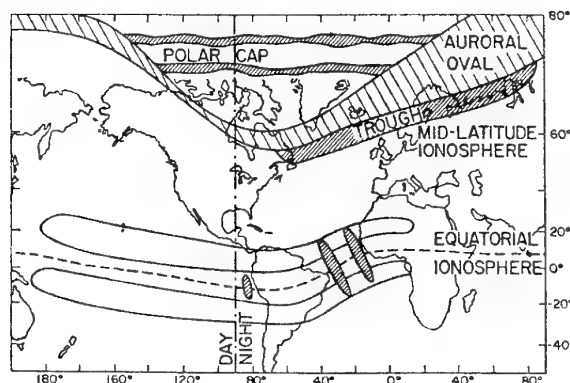 80°
POLAR CAP
AURORAL
OVAL
TROUGH
MID-LATITUDE
IONOSPHERE
60°
40°
20°
EQUATORIAL
IONOSPHERE
0°
-20°
-40°
DAY
NIGHT
180° 120° 80° 40° 0° 40° 80°